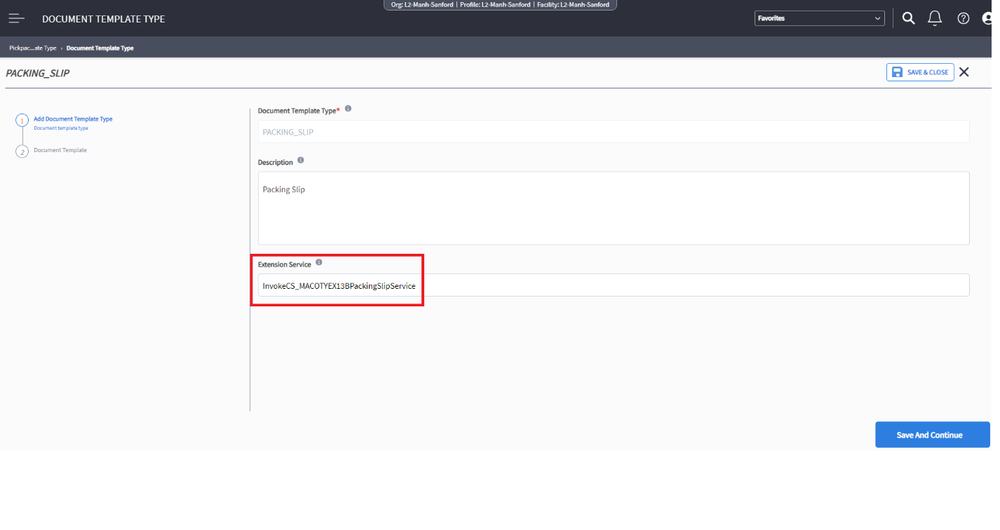 Org: L2-Manh-Sanford | Profile: L2-Manh-Sanford | Facility: L2-Manh-Sanford
DOCUMENT TEMPLATE TYPE
Favorites
Pickpac...ate Type › Document Template Type
PACKING_SLIP
SAVE & CLOSE
1
Add Document Template Type
Document template type
2
Document Template
Document Template Type*
PACKING_SLIP
Description
Packing Slip
Extension Service
InvokeCS_MACOTYEX13BPackingSlipService
Save And Continue